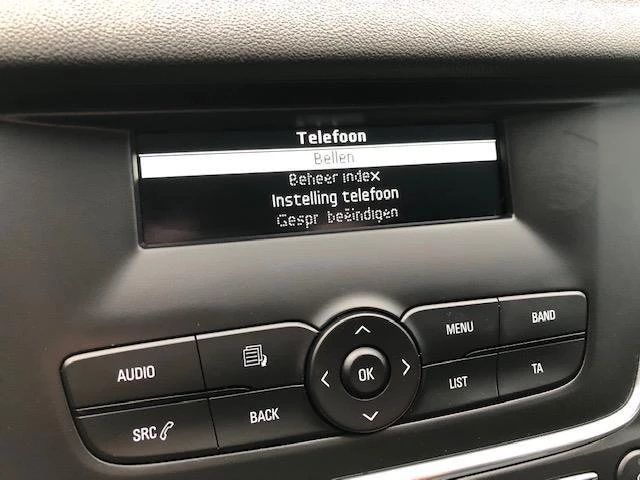 Telefoon
Bellen
Beheer index
Instelling telefoon
Gespr. beëindigen
MENU
BAND
AUDIO
OK
LIST
TA
SRC
BACK